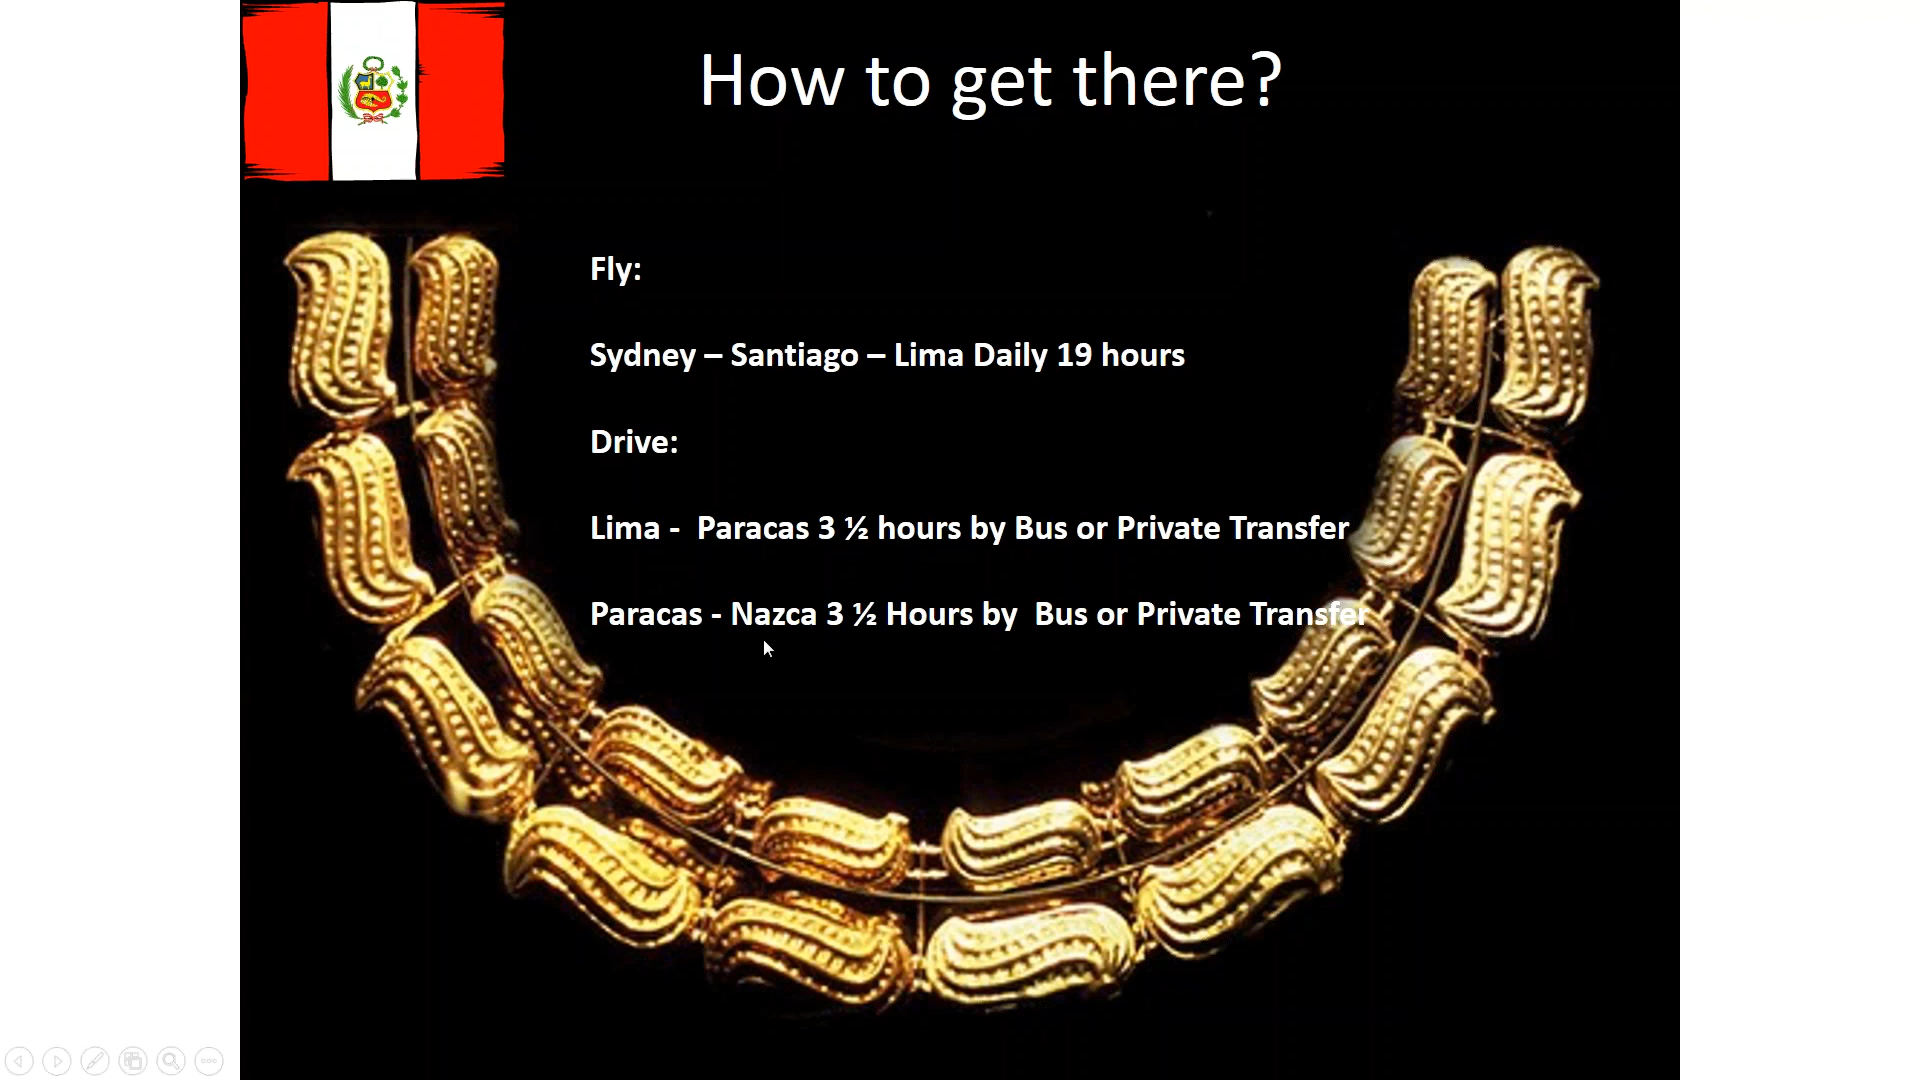 How to get there?
Fly:
Sydney – Santiago – Lima Daily 19 hours
Drive:
Lima -  Paracas 3 ½ hours by Bus or Private Transfer
Paracas - Nazca 3 ½ Hours by  Bus or Private Transfer